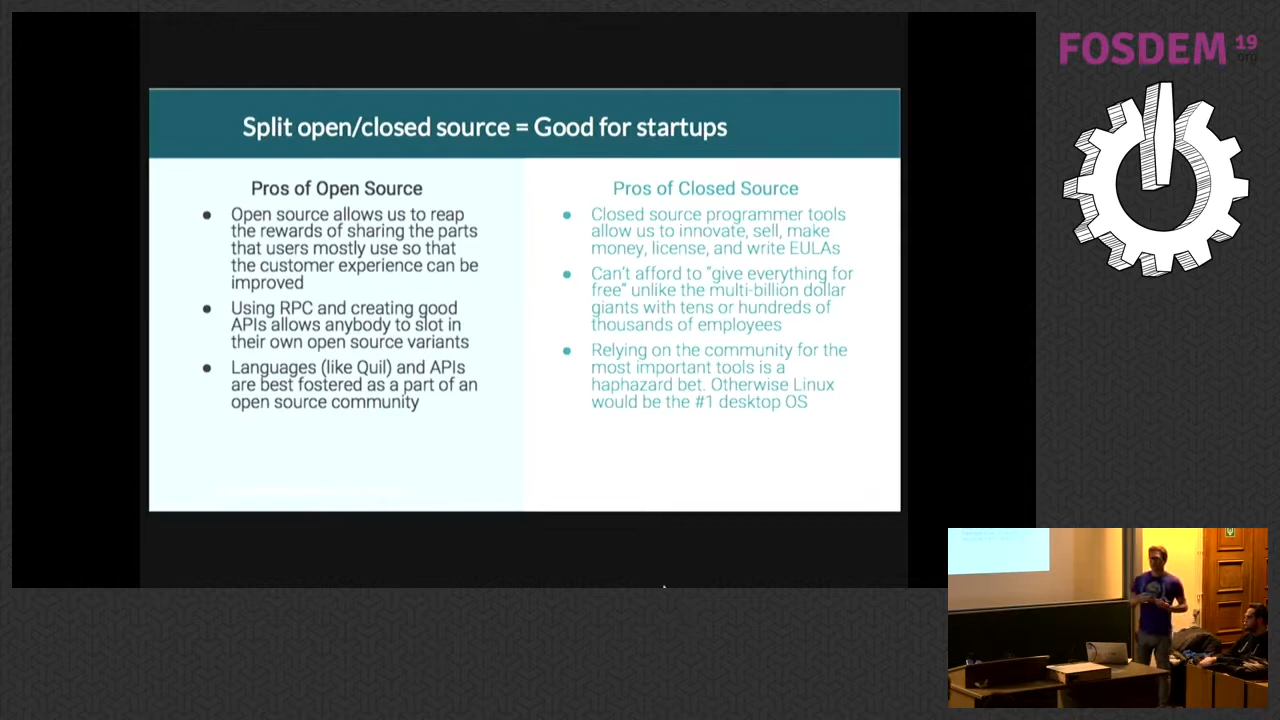 FOSDEM 19
.org
Split open/closed source = Good for startups
Pros of Open Source
● Open source allows us to reap
the rewards of sharing the parts
that users mostly use so that
the customer experience can be
improved
● Using RPC and creating good
APIs allows anybody to slot in
their own open source variants
● Languages (like Quil) and APIs
are best fostered as a part of an
open source community
Pros of Closed Source
● Closed source programmer tools
allow us to innovate, sell, make
money, license, and write EULAs
● Can't afford to “give everything for
free” unlike the multi-billion dollar
giants with tens or hundreds of
thousands of employees
● Relying on the community for the
most important tools is a
haphazard bet. Otherwise Linux
would be the #1 desktop OS